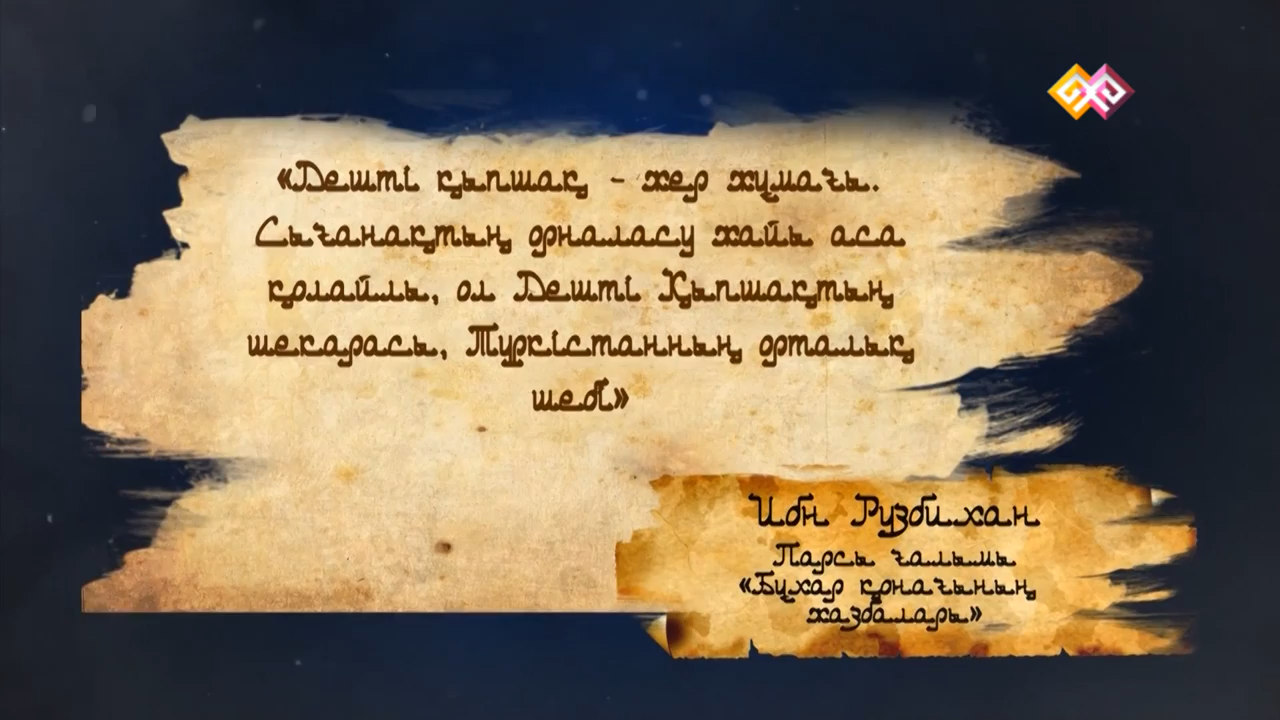 «Дешті қыпшақ - жер жұмағы.
Сығанақтың орналасу жайы аса
қолайлы, ол Дешті Қыпшақтың
шекарасы, Түркістанның орталық
шебі»
Ибн Рузбихан
Парсы ғалымы
«Бұхар қонағының
жазбалары»